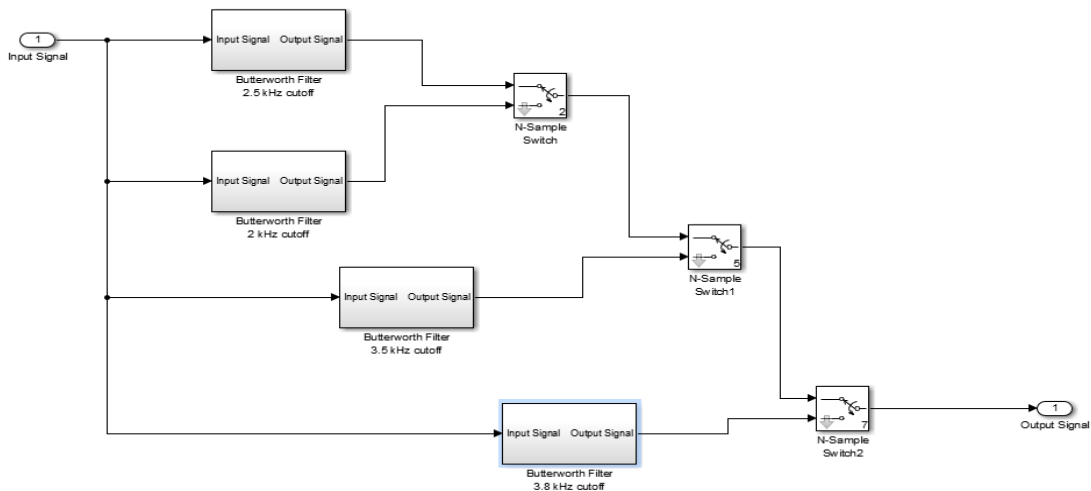 1
Input Signal
Input Signal Output Signal
Butterworth Filter
2.5 kHz cutoff
2
N-Sample
Switch
Input Signal Output Signal
Butterworth Filter
2 kHz cutoff
5
N-Sample
Switch1
Input Signal Output Signal
Butterworth Filter
3.5 kHz cutoff
7
N-Sample
Switch2
1
Output Signal
Input Signal Output Signal
Butterworth Filter
3.8 kHz cutoff